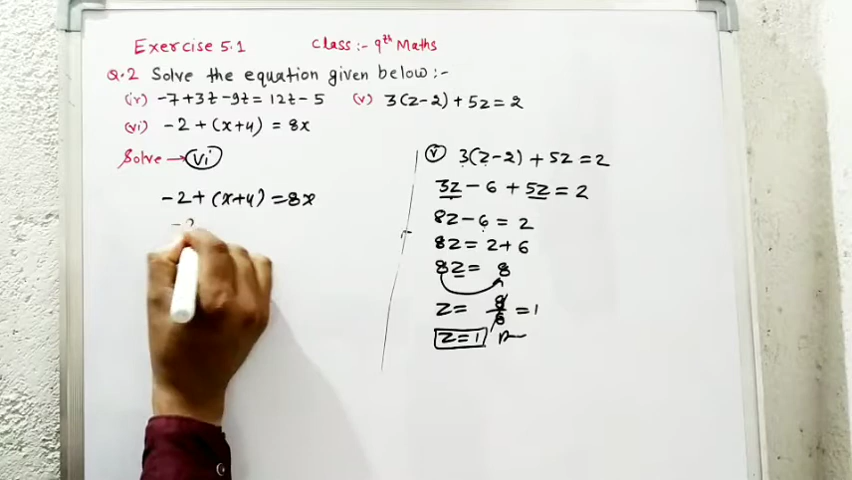 Exercise 5.1 Class :- 9th Maths
Q.2 Solve the equation given below :-
(iv) -7+3t-9t = 12t-5 (v) 3(z-2)+5z = 2
(vi) -2 + (x+4) = 8x
Solve → (vi)
-2+ (x+4) = 8x
-2
(v) 3(z-2) + 5z = 2
3z - 6 + 5z = 2
8z - 6 = 2
8z = 2+6
8z = 8
z = 8/8 = 1
z = 1